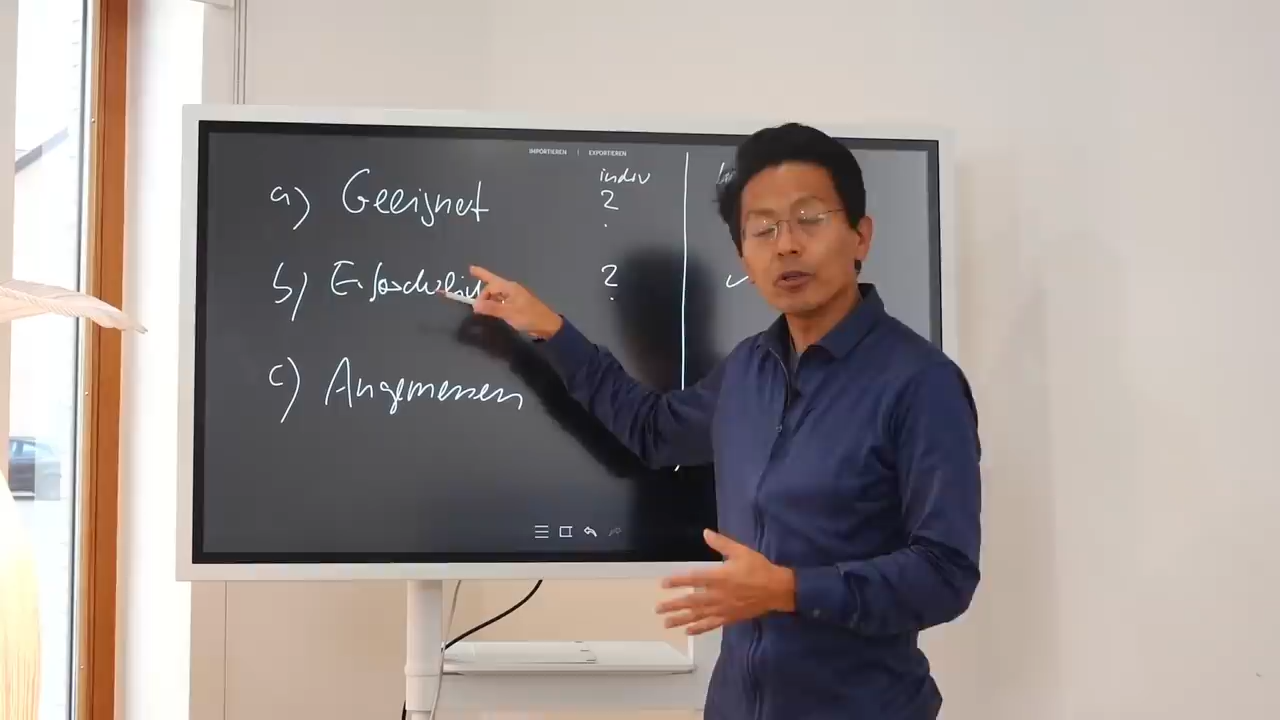 IMPORTIEREN | EXPORTIEREN
indiv
a) Geeignet ?
b) Erforderlich ?
c) Angemessen